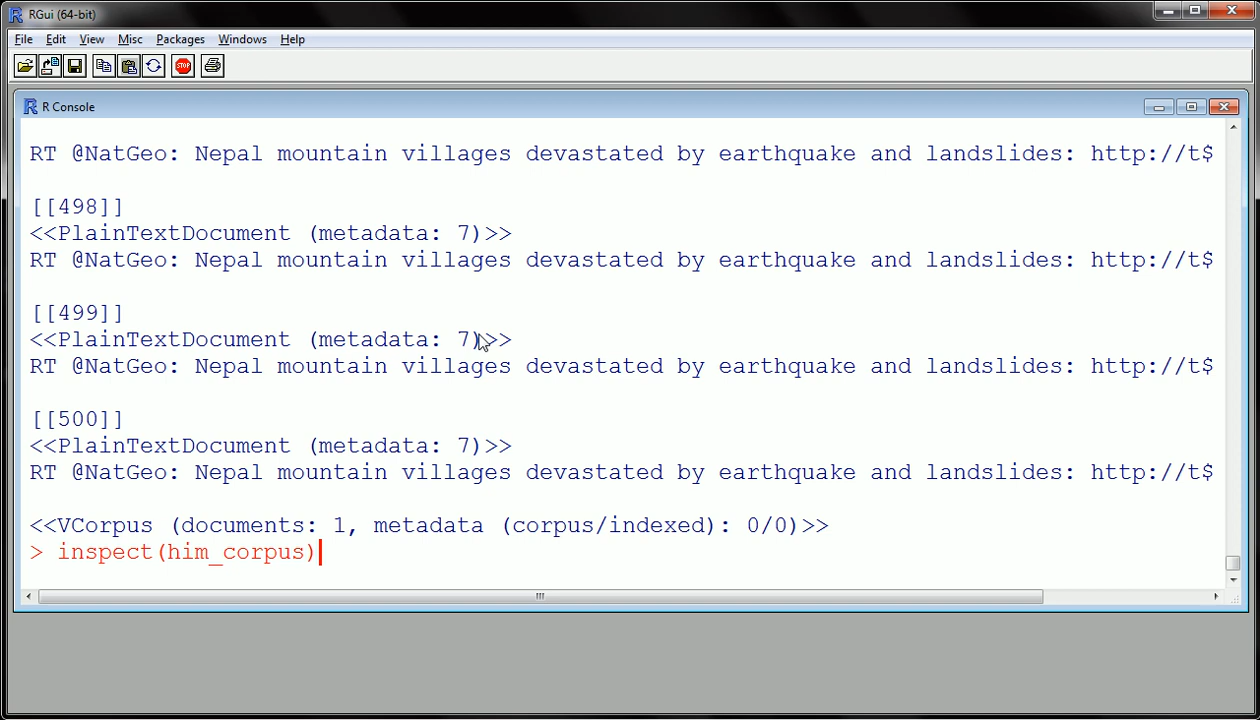 RGui (64-bit)
File Edit View Misc Packages Windows Help
STOP
R Console
RT @NatGeo: Nepal mountain villages devastated by earthquake and landslides: http://t$
[[498]]
<<PlainTextDocument (metadata: 7)>>
RT @NatGeo: Nepal mountain villages devastated by earthquake and landslides: http://t$
[[499]]
<<PlainTextDocument (metadata: 7)>>
RT @NatGeo: Nepal mountain villages devastated by earthquake and landslides: http://t$
[[500]]
<<PlainTextDocument (metadata: 7)>>
RT @NatGeo: Nepal mountain villages devastated by earthquake and landslides: http://t$
<<VCorpus (documents: 1, metadata (corpus/indexed): 0/0)>>
> inspect(him_corpus)